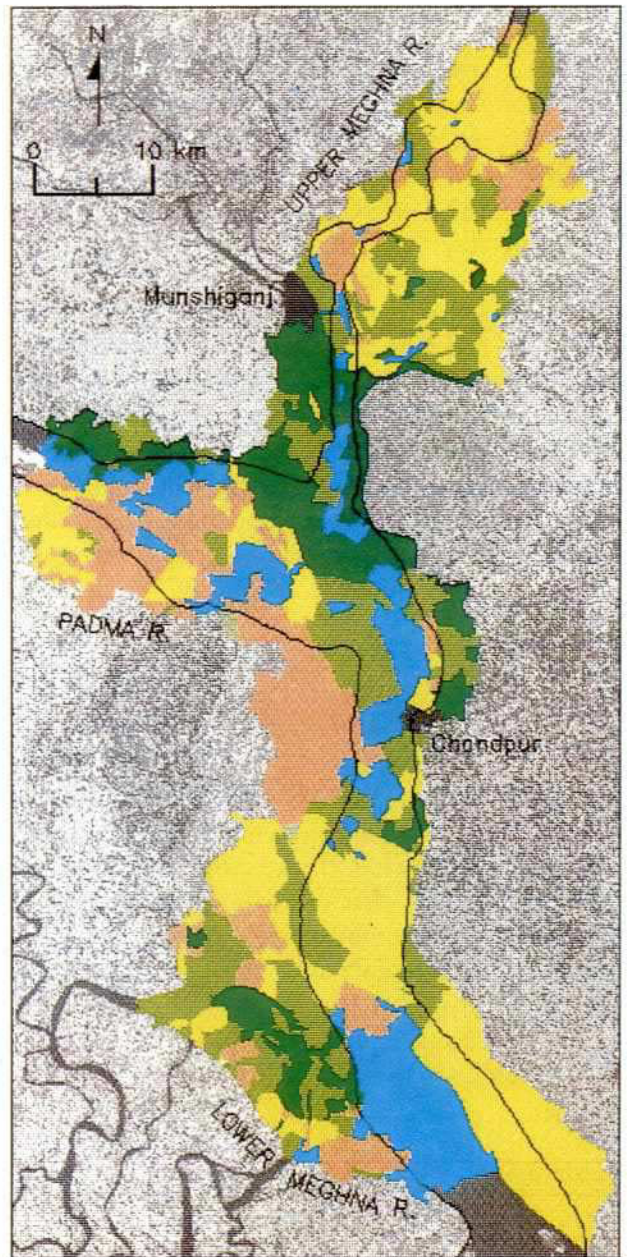 N
0 10 km
UPPER MEGHNA R.
Munshiganj
PADMA R.
Chandpur
LOWER MEGHNA R.